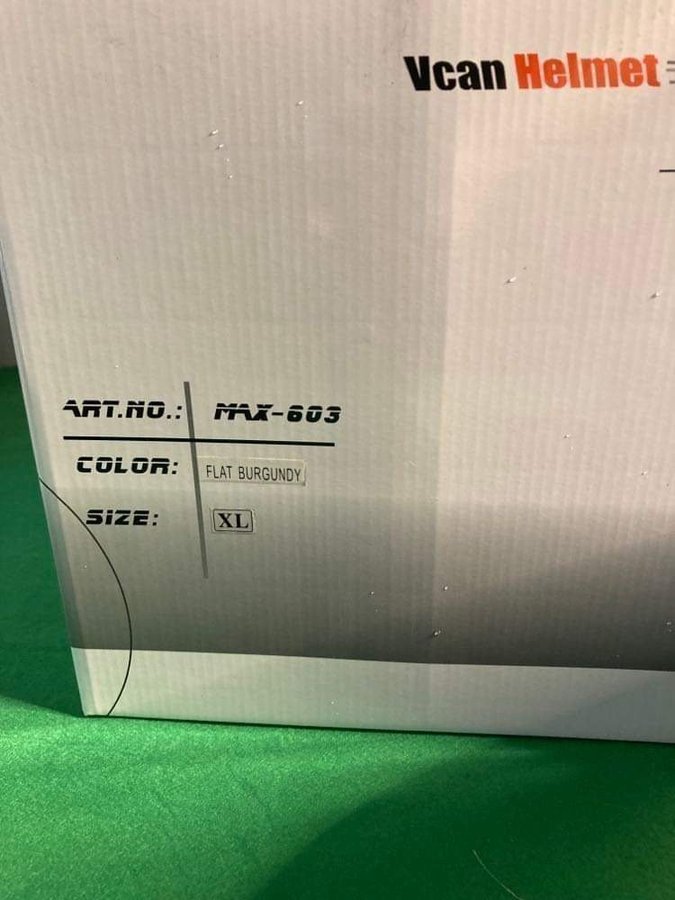 Vcan Helmet
ART.NO.: MAX-603
COLOR: FLAT BURGUNDY
SIZE: XL